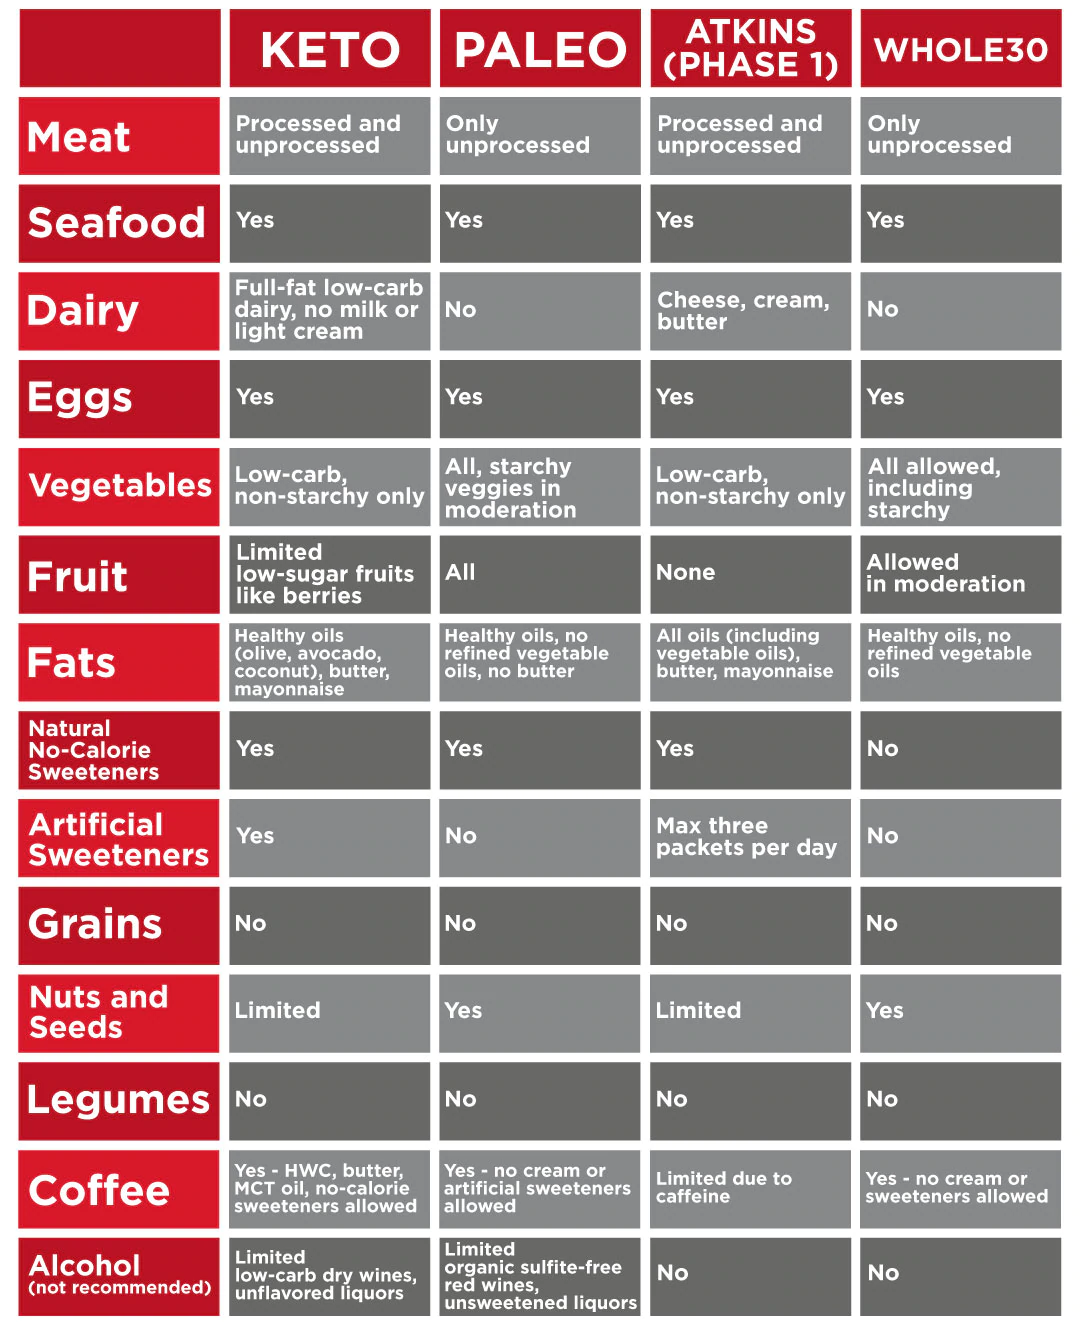 KETO
PALEO
ATKINS
(PHASE 1)
WHOLE30
Meat
Processed and
unprocessed
Only
unprocessed
Processed and
unprocessed
Only
unprocessed
Seafood
Yes
Yes
Yes
Yes
Dairy
Full-fat low-carb
dairy, no milk or
light cream
No
Cheese, cream,
butter
No
Eggs
Yes
Yes
Yes
Yes
Vegetables
Low-carb,
non-starchy only
All, starchy
veggies in
moderation
Low-carb,
non-starchy only
All allowed,
including
starchy
Fruit
Limited
low-sugar fruits
like berries
All
None
Allowed
in moderation
Fats
Healthy oils
(olive, avocado,
coconut), butter,
mayonnaise
Healthy oils, no
refined vegetable
oils, no butter
All oils (including
vegetable oils),
butter, mayonnaise
Healthy oils, no
refined vegetable
oils
Natural
No-Calorie
Sweeteners
Yes
Yes
Yes
No
Artificial
Sweeteners
Yes
No
Max three
packets per day
No
Grains
No
No
No
No
Nuts and
Seeds
Limited
Yes
Limited
Yes
Legumes
No
No
No
No
Coffee
Yes - HWC, butter,
MCT oil, no-calorie
sweeteners allowed
Yes - no cream or
artificial sweeteners
allowed
Limited due to
caffeine
Yes - no cream or
sweeteners allowed
Alcohol
(not recommended)
Limited
low-carb dry wines,
unflavored liquors
Limited
organic sulfite-free
red wines,
unsweetened liquors
No
No